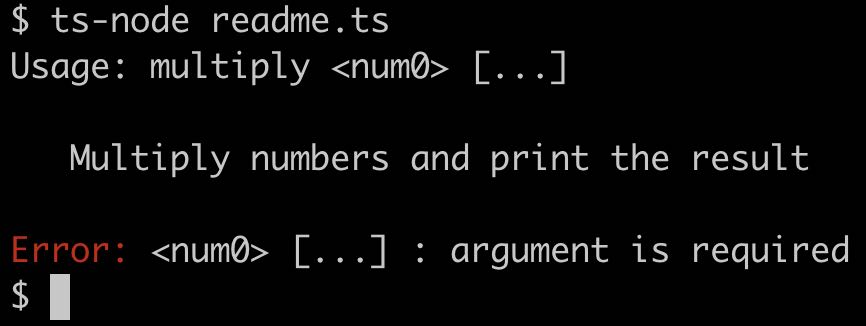 $ ts-node readme.ts
Usage: multiply <num0> [...]
Multiply numbers and print the result
Error: <num0> [...] : argument is required
$